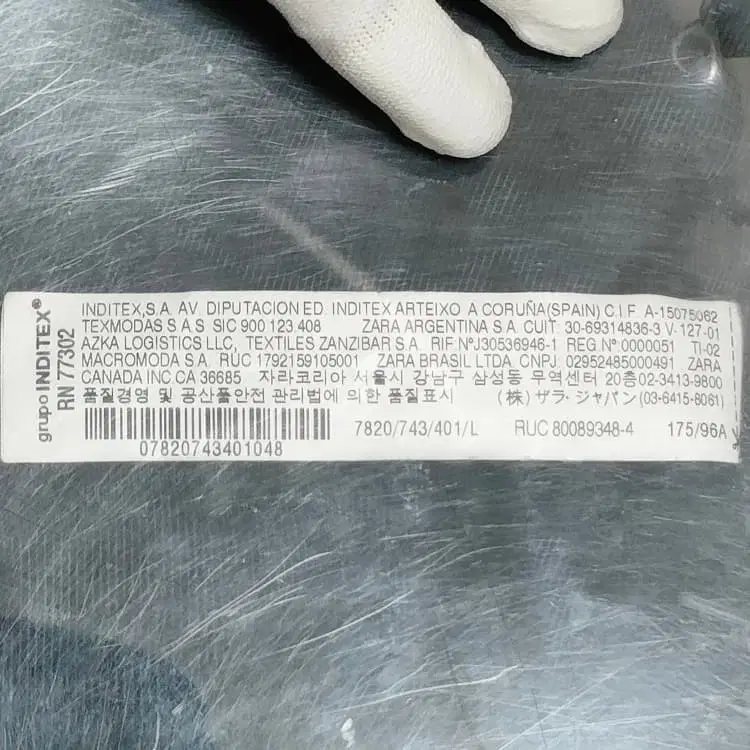 grupo INDITEX®
RN 77302
INDITEX,S.A. AV. DIPUTACION ED. INDITEX ARTEIXO A CORUÑA(SPAIN) C.I.F. A-15075062
TEXMODAS S A S SIC 900 123 408 ZARA ARGENTINA S.A. CUIT: 30-69314836-3 V-127-01
AZKA LOGISTICS LLC, TEXTILES ZANZIBAR S.A. RIF NºJ30536946-1 REG Nº:0000051 TI-02
MACROMODA S.A. RUC 1792159105001 ZARA BRASIL LTDA, CNPJ: 02952485000491 ZARA
CANADA INC.CA 36685 자라코리아 서울시 강남구 삼성동 무역센터 20층02-3413-9800
품질경영 및 공산품안전 관리법에 의한 품질표시 (株) ザラ・ジャパン (03-6415-8061)
7820/743/401/L RUC 80089348-4 175/96A
07820743401048